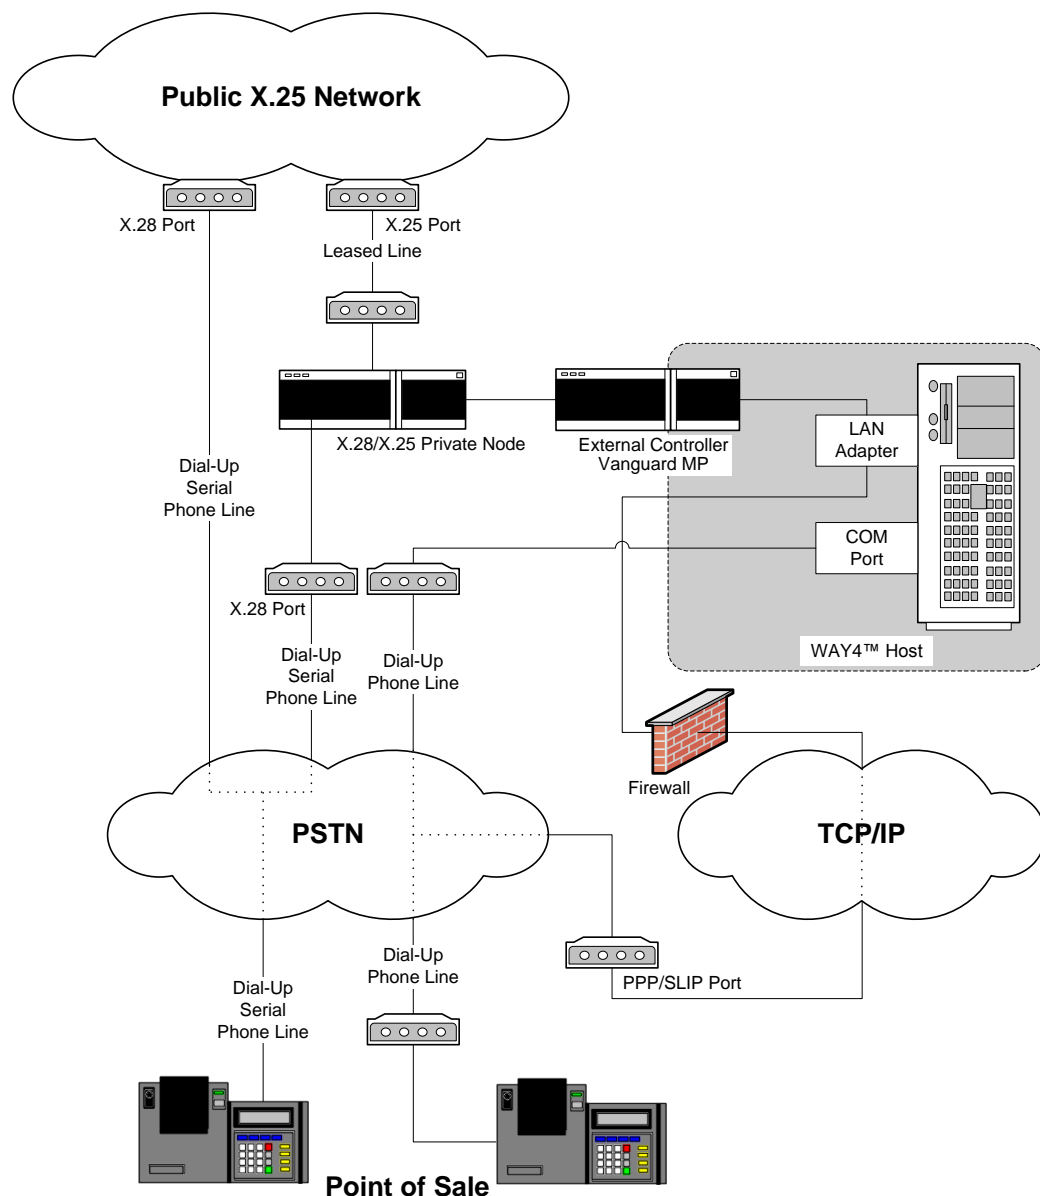 Public X.25 Network
X.28 Port
X.25 Port
Leased Line
X.28/X.25 Private Node
External Controller
Vanguard MP
LAN
Adapter
Dial-Up
Serial
Phone Line
COM
Port
X.28 Port
WAY4™ Host
Dial-Up
Serial
Phone Line
Dial-Up
Phone Line
Firewall
PSTN
TCP/IP
Dial-Up
Phone Line
PPP/SLIP Port
Dial-Up
Serial
Phone Line
Point of Sale